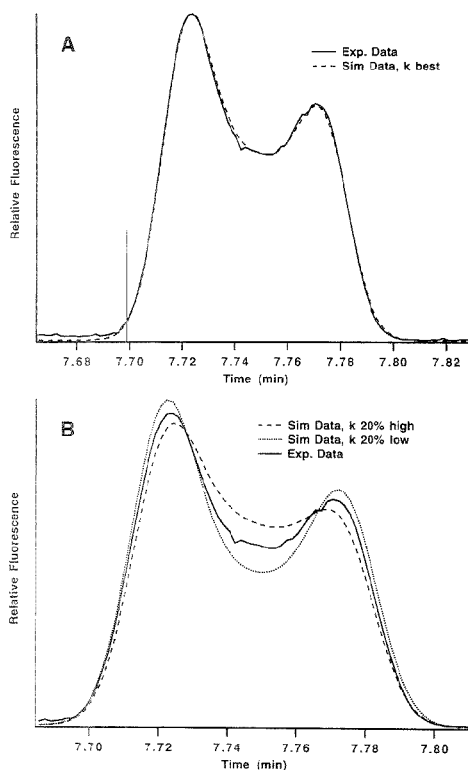 A
Exp. Data
Sim Data, k best
Relative Fluorescence
7.68 7.70 7.72 7.74 7.76 7.78 7.80 7.82
Time (min)
B
Sim Data, k 20% high
Sim Data, k 20% low
Exp. Data
Relative Fluorescence
7.70 7.72 7.74 7.76 7.78 7.80
Time (min)